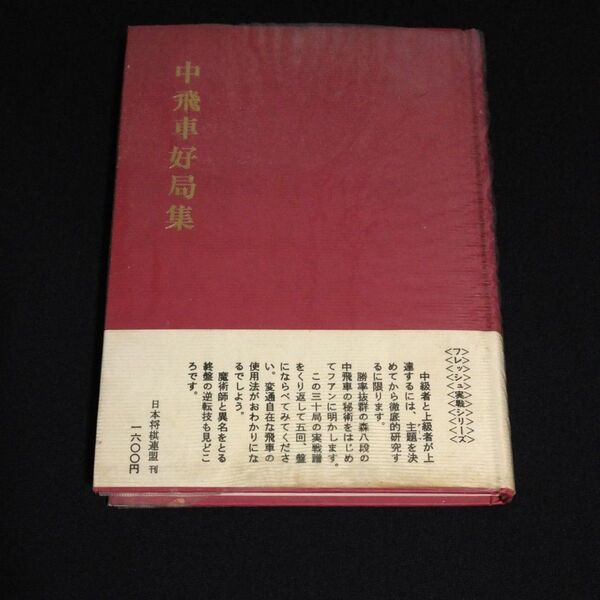 中飛車好局集
<フレッシュ実戦シリーズ>
中級者と上級者が上
達するには、主題を決
めてから徹底的研究す
るに限ります。
勝率抜群の森八段の
中飛車の秘術をはじめ
てフアンに明かします。
この三十局の実戦譜
をくり返して五回、盤
にならべてみてくださ
い。変通自在な飛車の
使用法がおわかりにな
るでしよう。
魔術師と異名をとる
終盤の逆転技も見どこ
ろです。
日本将棋連盟 刊
一六〇〇円